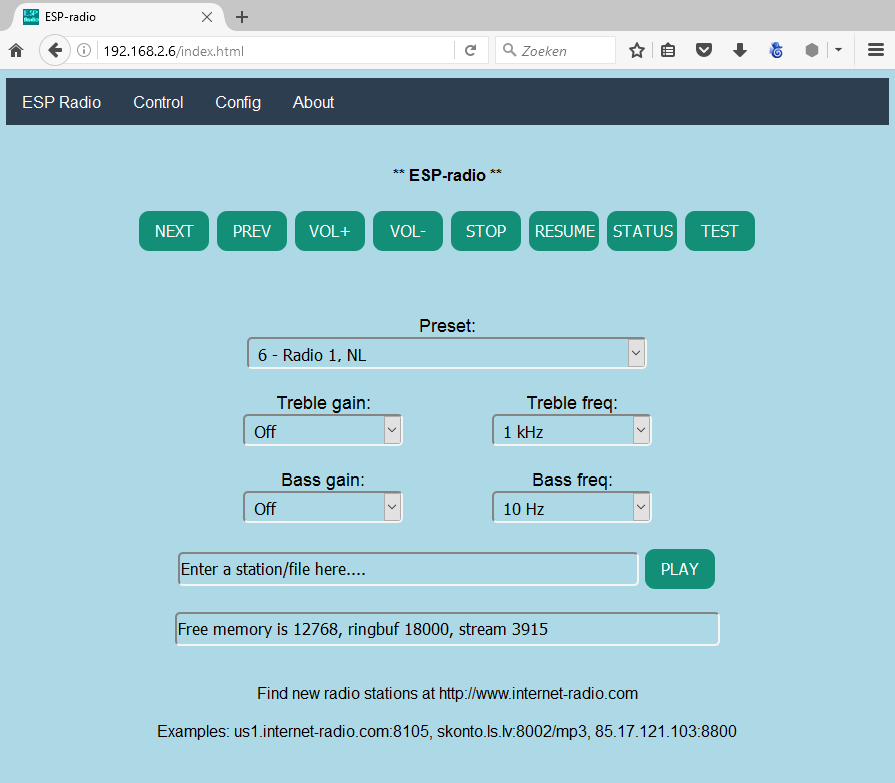 ESP-radio
192.168.2.6/index.html
Zoeken
ESP Radio Control Config About
** ESP-radio **
NEXT PREV VOL+ VOL- STOP RESUME STATUS TEST
Preset:
6 - Radio 1, NL
Treble gain: Treble freq:
Off 1 kHz
Bass gain: Bass freq:
Off 10 Hz
Enter a station/file here.... PLAY
Free memory is 12768, ringbuf 18000, stream 3915
Find new radio stations at http://www.internet-radio.com
Examples: us1.internet-radio.com:8105, skonto.ls.lv:8002/mp3, 85.17.121.103:8800